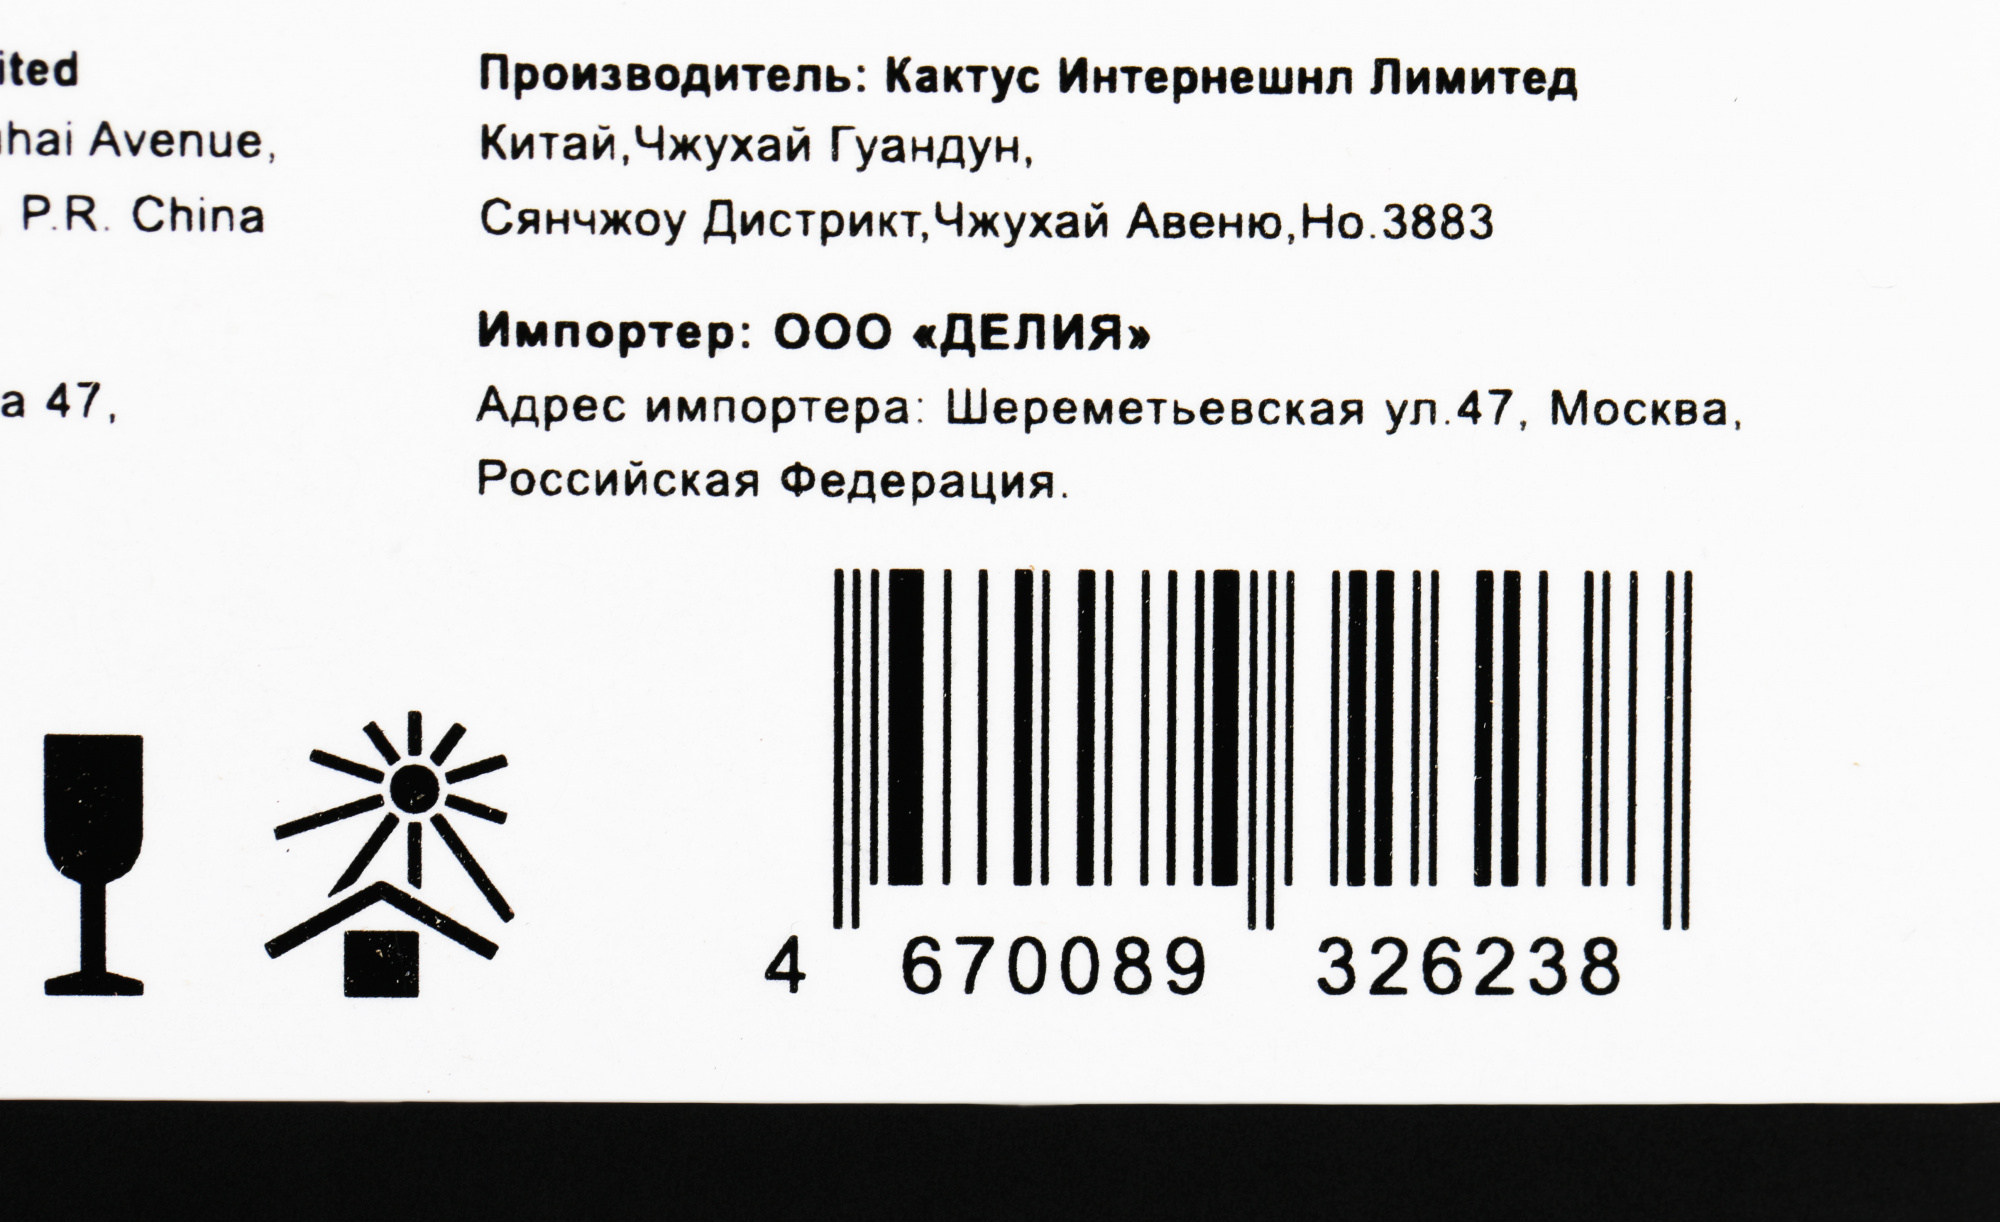 ited
hai Avenue,
P.R. China
a 47,
Производитель: Кактус Интернешнл Лимитед
Китай,Чжухай Гуандун,
Сянчжоу Дистрикт,Чжухай Авеню,Но.3883
Импортер: ООО «ДЕЛИЯ»
Адрес импортера: Шереметьевская ул.47, Москва,
Российская Федерация.
4 670089 326238